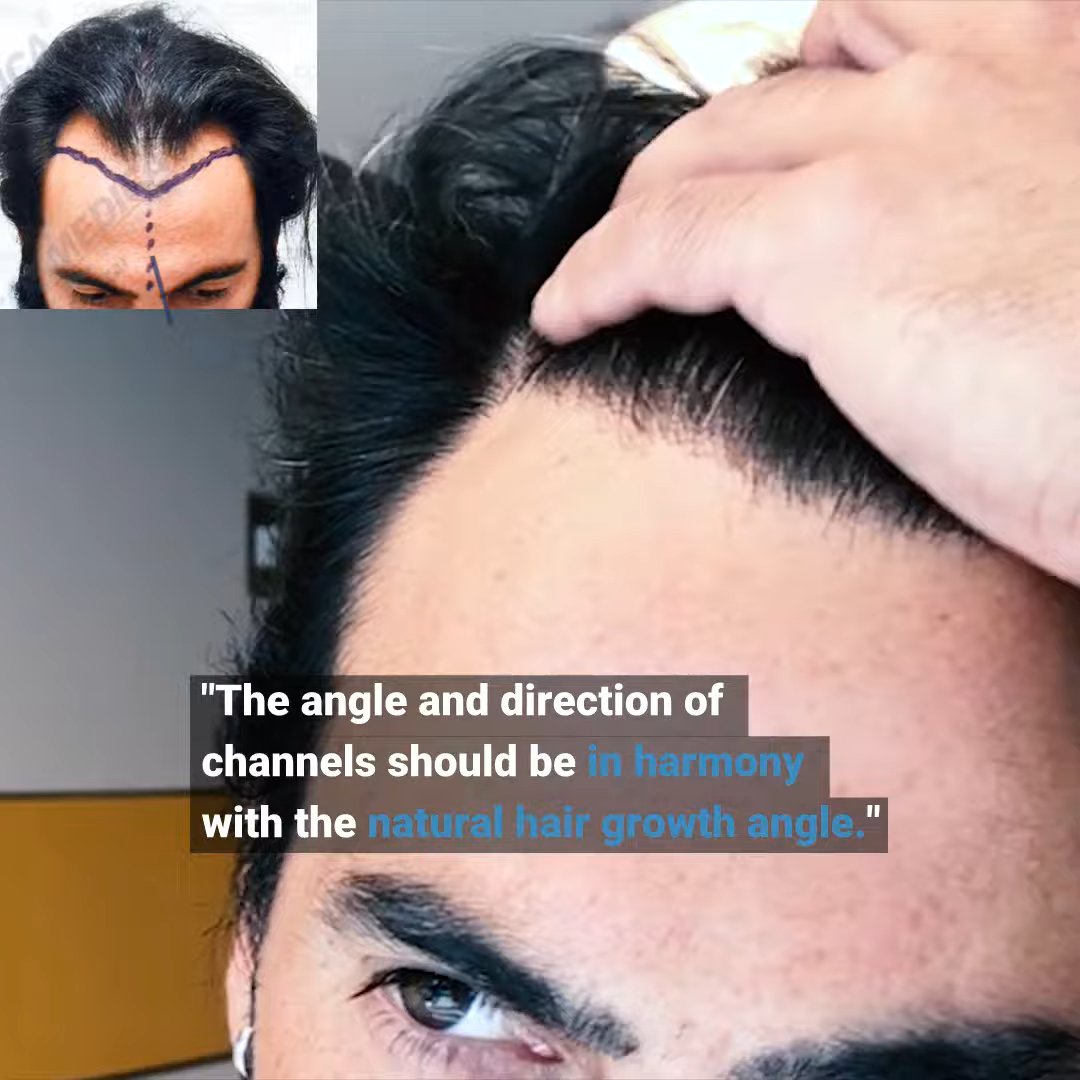 "The angle and direction of
channels should be in harmony
with the natural hair growth angle."